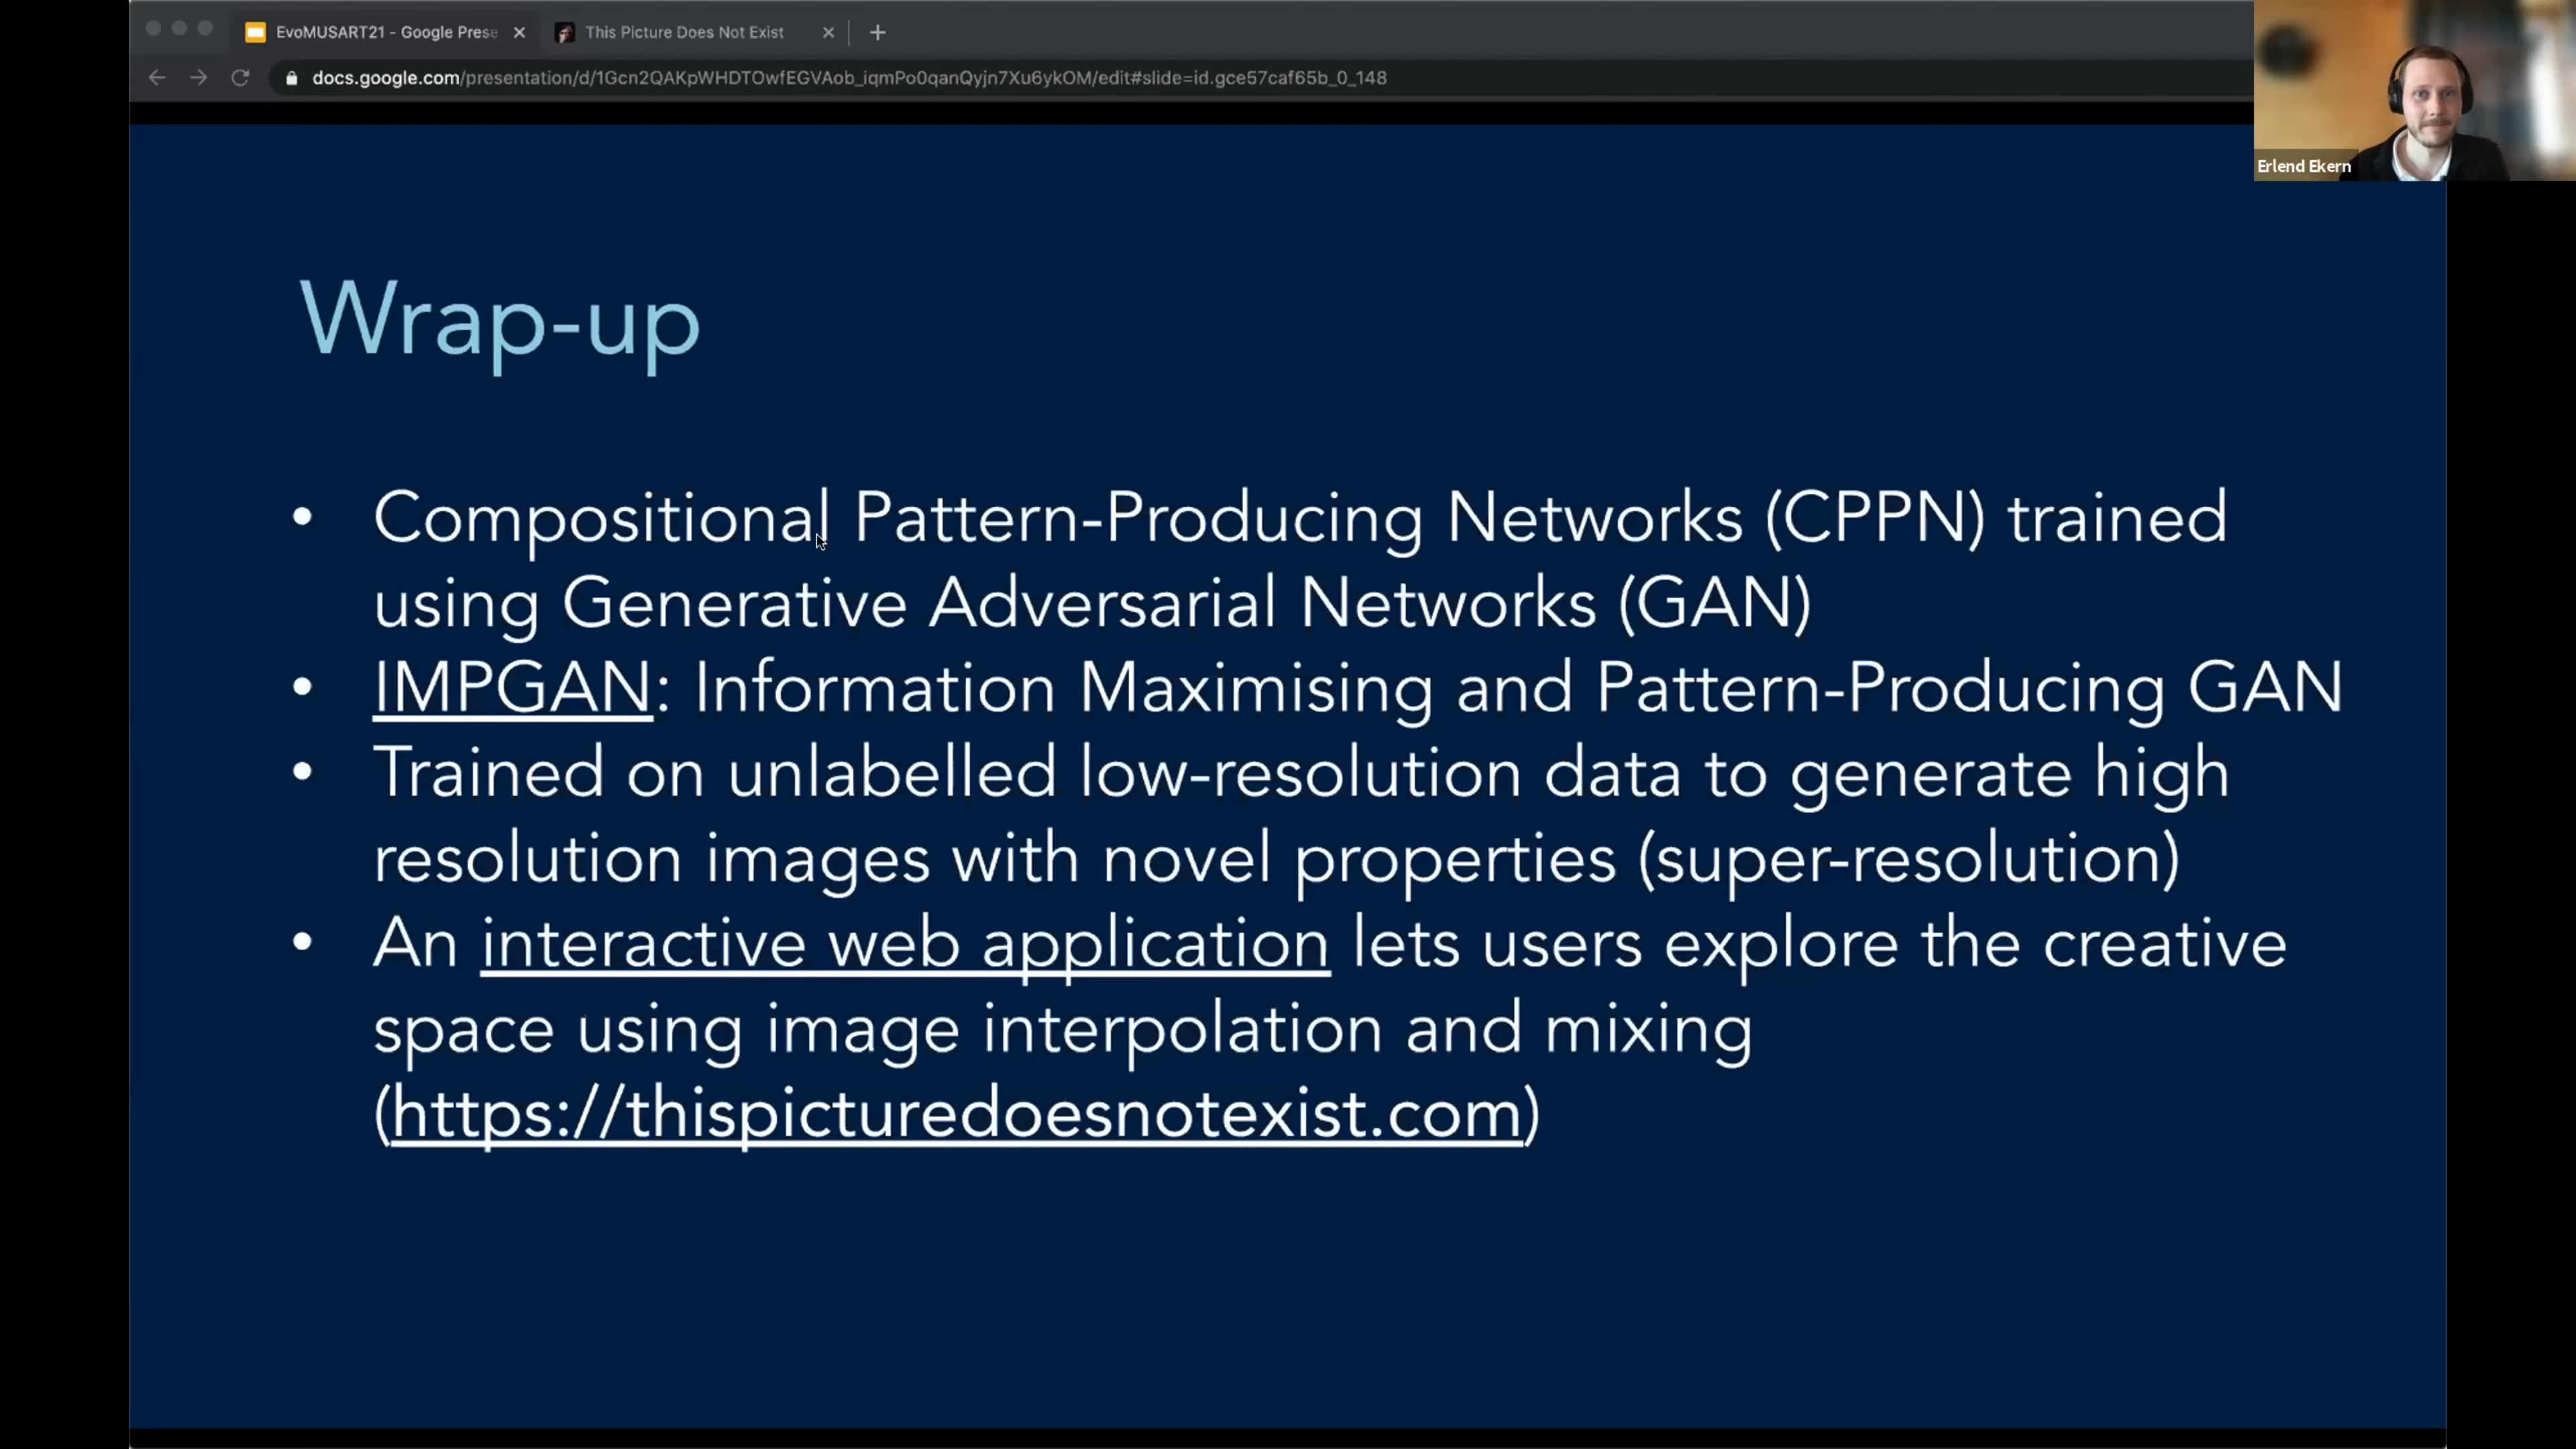 EvoMUSART21 - Google Prese
This Picture Does Not Exist
docs.google.com/presentation/d/1Gcn2QAKpWHDTOwfEGVAob_iqmPo0qanQyjn7Xu6ykOM/edit#slide=id.gce57caf65b_0_148
Erlend Ekern
Wrap-up
• Compositional Pattern-Producing Networks (CPPN) trained
using Generative Adversarial Networks (GAN)
• IMPGAN: Information Maximising and Pattern-Producing GAN
• Trained on unlabelled low-resolution data to generate high
resolution images with novel properties (super-resolution)
• An interactive web application lets users explore the creative
space using image interpolation and mixing
(https://thispicturedoesnotexist.com)